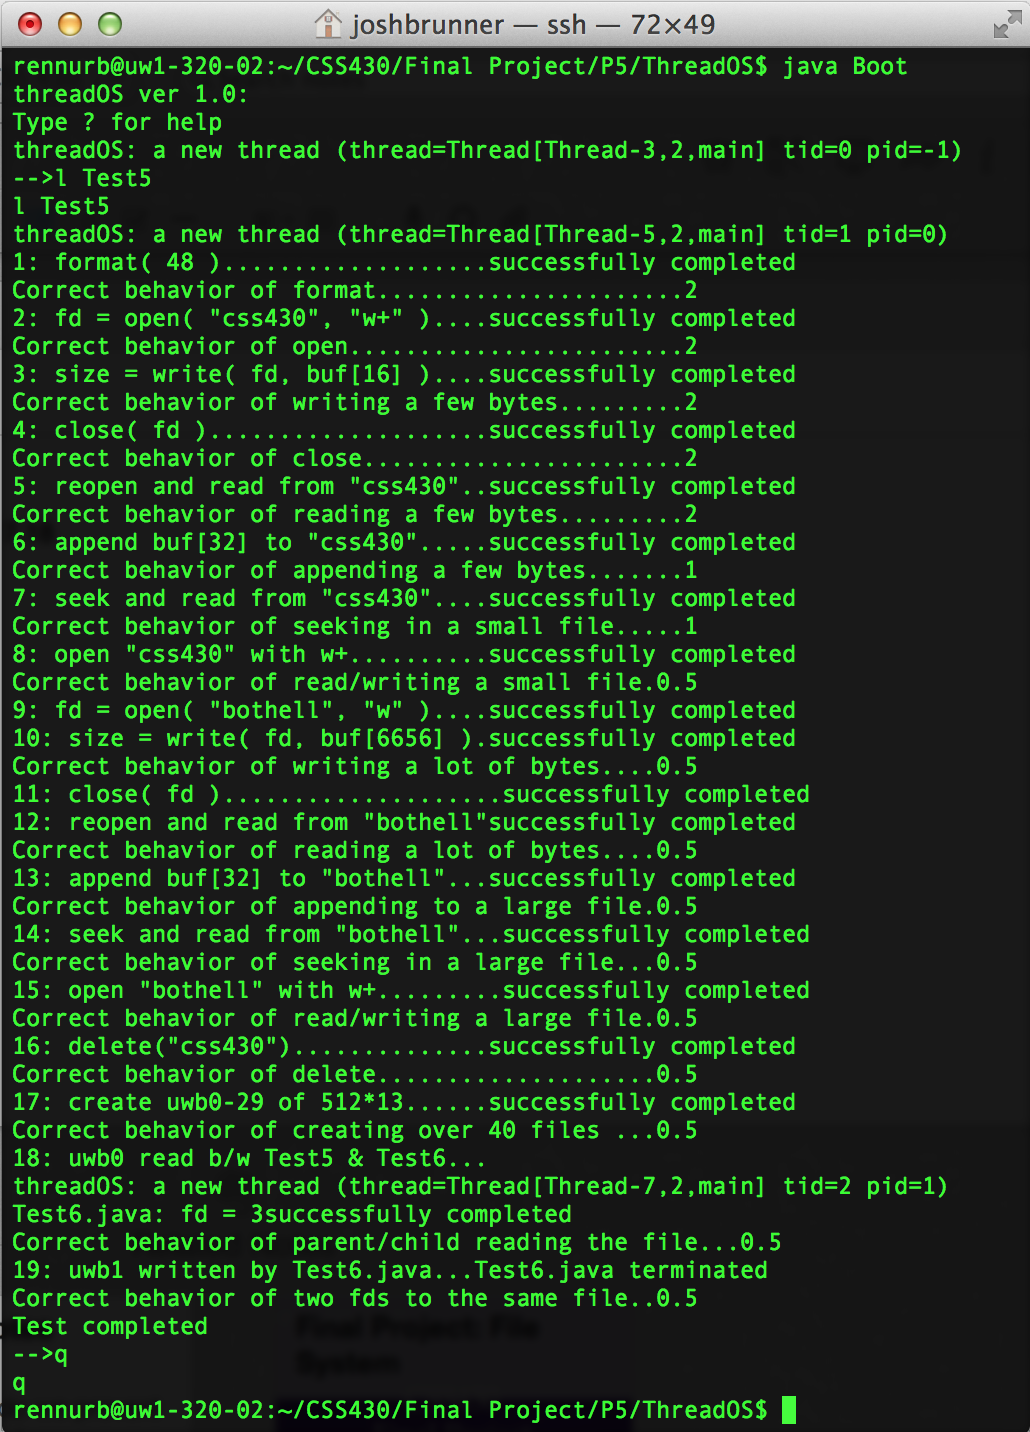 joshbrunner — ssh — 72×49
rennurb@uw1-320-02:~/CSS430/Final Project/P5/ThreadOS$ java Boot
threadOS ver 1.0:
Type ? for help
threadOS: a new thread (thread=Thread[Thread-3,2,main] tid=0 pid=-1)
-->l Test5
l Test5
threadOS: a new thread (thread=Thread[Thread-5,2,main] tid=1 pid=0)
1: format( 48 )...................successfully completed
Correct behavior of format......................2
2: fd = open( "css430", "w+" )....successfully completed
Correct behavior of open........................2
3: size = write( fd, buf[16] )....successfully completed
Correct behavior of writing a few bytes.........2
4: close( fd )....................successfully completed
Correct behavior of close.......................2
5: reopen and read from "css430"..successfully completed
Correct behavior of reading a few bytes.........2
6: append buf[32] to "css430".....successfully completed
Correct behavior of appending a few bytes.......1
7: seek and read from "css430"....successfully completed
Correct behavior of seeking in a small file.....1
8: open "css430" with w+..........successfully completed
Correct behavior of read/writing a small file.0.5
9: fd = open( "bothell", "w" )....successfully completed
10: size = write( fd, buf[6656] ).successfully completed
Correct behavior of writing a lot of bytes....0.5
11: close( fd )....................successfully completed
12: reopen and read from "bothell"successfully completed
Correct behavior of reading a lot of bytes....0.5
13: append buf[32] to "bothell"...successfully completed
Correct behavior of appending to a large file.0.5
14: seek and read from "bothell"...successfully completed
Correct behavior of seeking in a large file...0.5
15: open "bothell" with w+.........successfully completed
Correct behavior of read/writing a large file.0.5
16: delete("css430")..............successfully completed
Correct behavior of delete....................0.5
17: create uwb0-29 of 512*13......successfully completed
Correct behavior of creating over 40 files ...0.5
18: uwb0 read b/w Test5 & Test6...
threadOS: a new thread (thread=Thread[Thread-7,2,main] tid=2 pid=1)
Test6.java: fd = 3successfully completed
Correct behavior of parent/child reading the file...0.5
19: uwb1 written by Test6.java...Test6.java terminated
Correct behavior of two fds to the same file..0.5
Test completed
-->q
q
rennurb@uw1-320-02:~/CSS430/Final Project/P5/ThreadOS$
Final Project: File
System